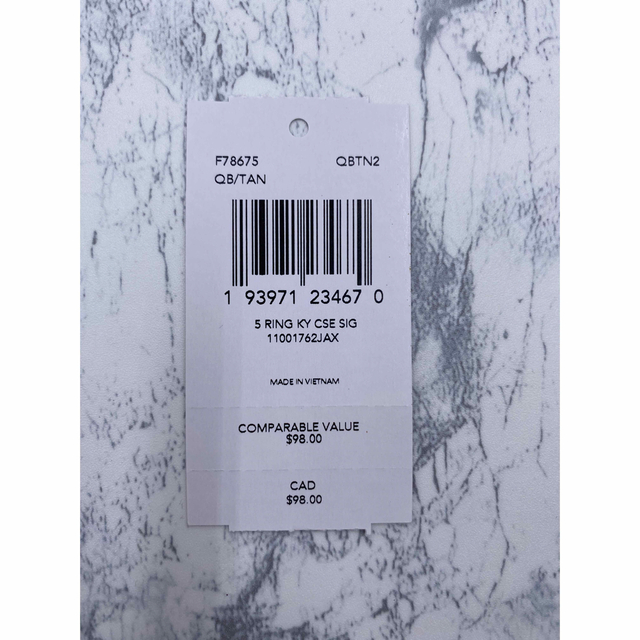 F78675 QBTN2
QB/TAN
1 93971 23467 0
5 RING KY CSE SIG
11001762JAX
MADE IN VIETNAM
COMPARABLE VALUE
$98.00
CAD
$98.00